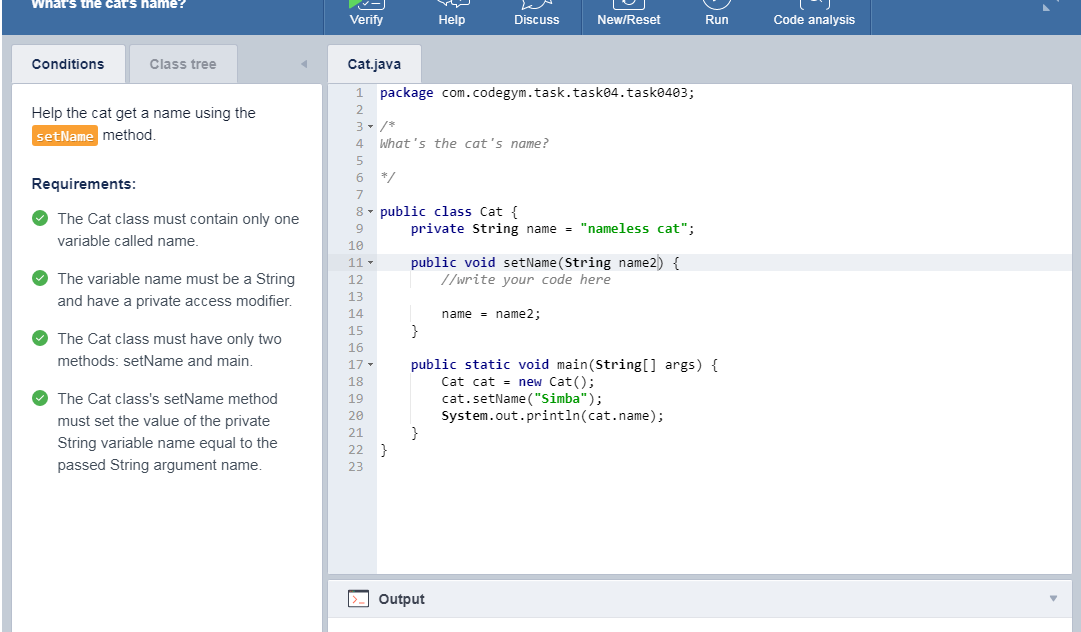 What's the cat's name?
Verify
Help
Discuss
New/Reset
Run
Code analysis
Conditions
Class tree
Cat.java
Help the cat get a name using the
setName method.
Requirements:
The Cat class must contain only one
variable called name.
The variable name must be a String
and have a private access modifier.
The Cat class must have only two
methods: setName and main.
The Cat class's setName method
must set the value of the private
String variable name equal to the
passed String argument name.
1 package com.codegym.task.task04.task0403;
2
3 /*
4 What's the cat's name?
5
6 */
7
8 public class Cat {
9     private String name = "nameless cat";
10
11     public void setName(String name2) {
12         //write your code here
13
14         name = name2;
15     }
16
17     public static void main(String[] args) {
18         Cat cat = new Cat();
19         cat.setName("Simba");
20         System.out.println(cat.name);
21     }
22 }
23
Output